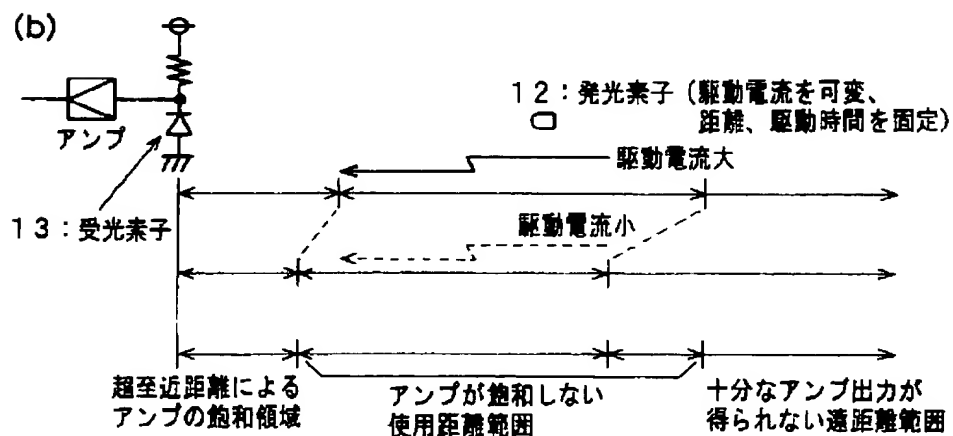 (b)
アンプ
12：発光素子（駆動電流を可変、
距離、駆動時間を固定）
駆動電流大
13：受光素子
駆動電流小
超至近距離による
アンプの飽和領域
アンプが飽和しない
使用距離範囲
十分なアンプ出力が
得られない遠距離範囲